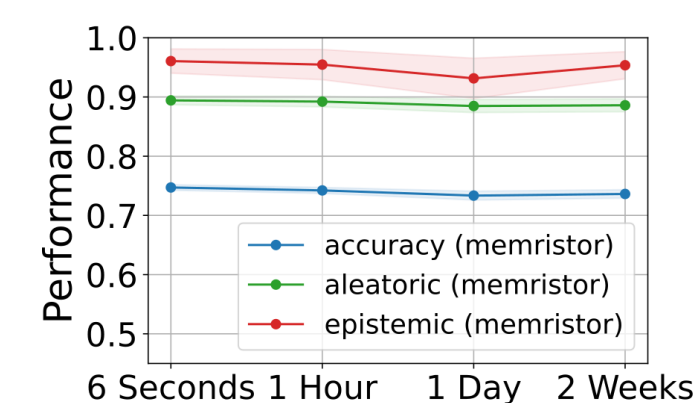 1.0
0.9
0.8
0.7
0.6
0.5
Performance
accuracy (memristor)
aleatoric (memristor)
epistemic (memristor)
6 Seconds 1 Hour 1 Day 2 Weeks